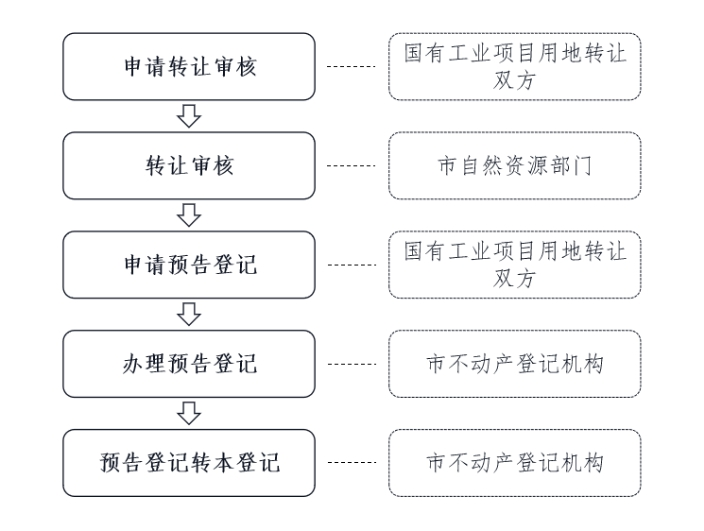 申请转让审核
国有工业项目用地转让
双方
转让审核
市自然资源部门
申请预告登记
国有工业项目用地转让
双方
办理预告登记
市不动产登记机构
预告登记转本登记
市不动产登记机构